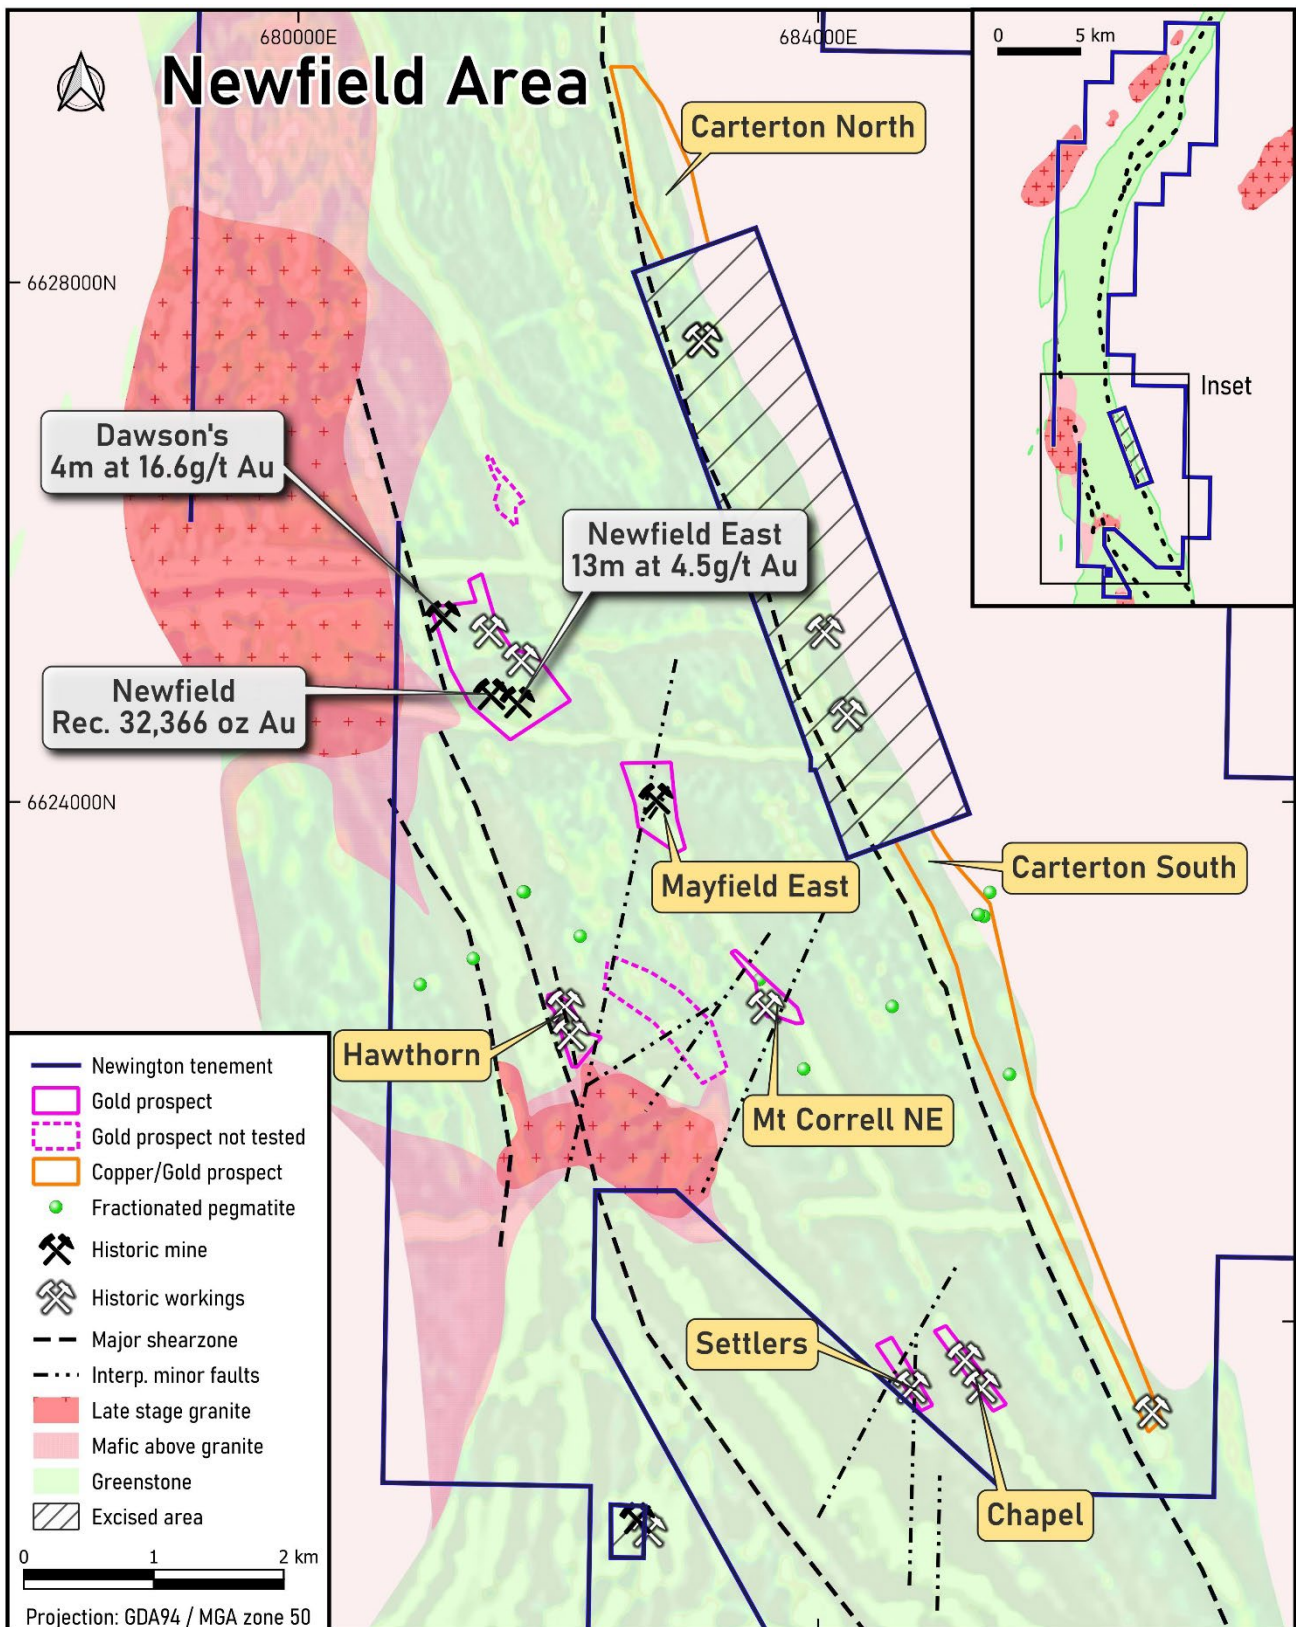 680000E
684000E
Newfield Area
Carterton North
0 5 km
Inset
6628000N
Dawson's
4m at 16.6g/t Au
Newfield East
13m at 4.5g/t Au
Newfield
Rec. 32,366 oz Au
6624000N
Mayfield East
Carterton South
Hawthorn
Mt Correll NE
Settlers
Chapel
Newington tenement
Gold prospect
Gold prospect not tested
Copper/Gold prospect
Fractionated pegmatite
Historic mine
Historic workings
Major shearzone
Interp. minor faults
Late stage granite
Mafic above granite
Greenstone
Excised area
0 1 2 km
Projection: GDA94 / MGA zone 50